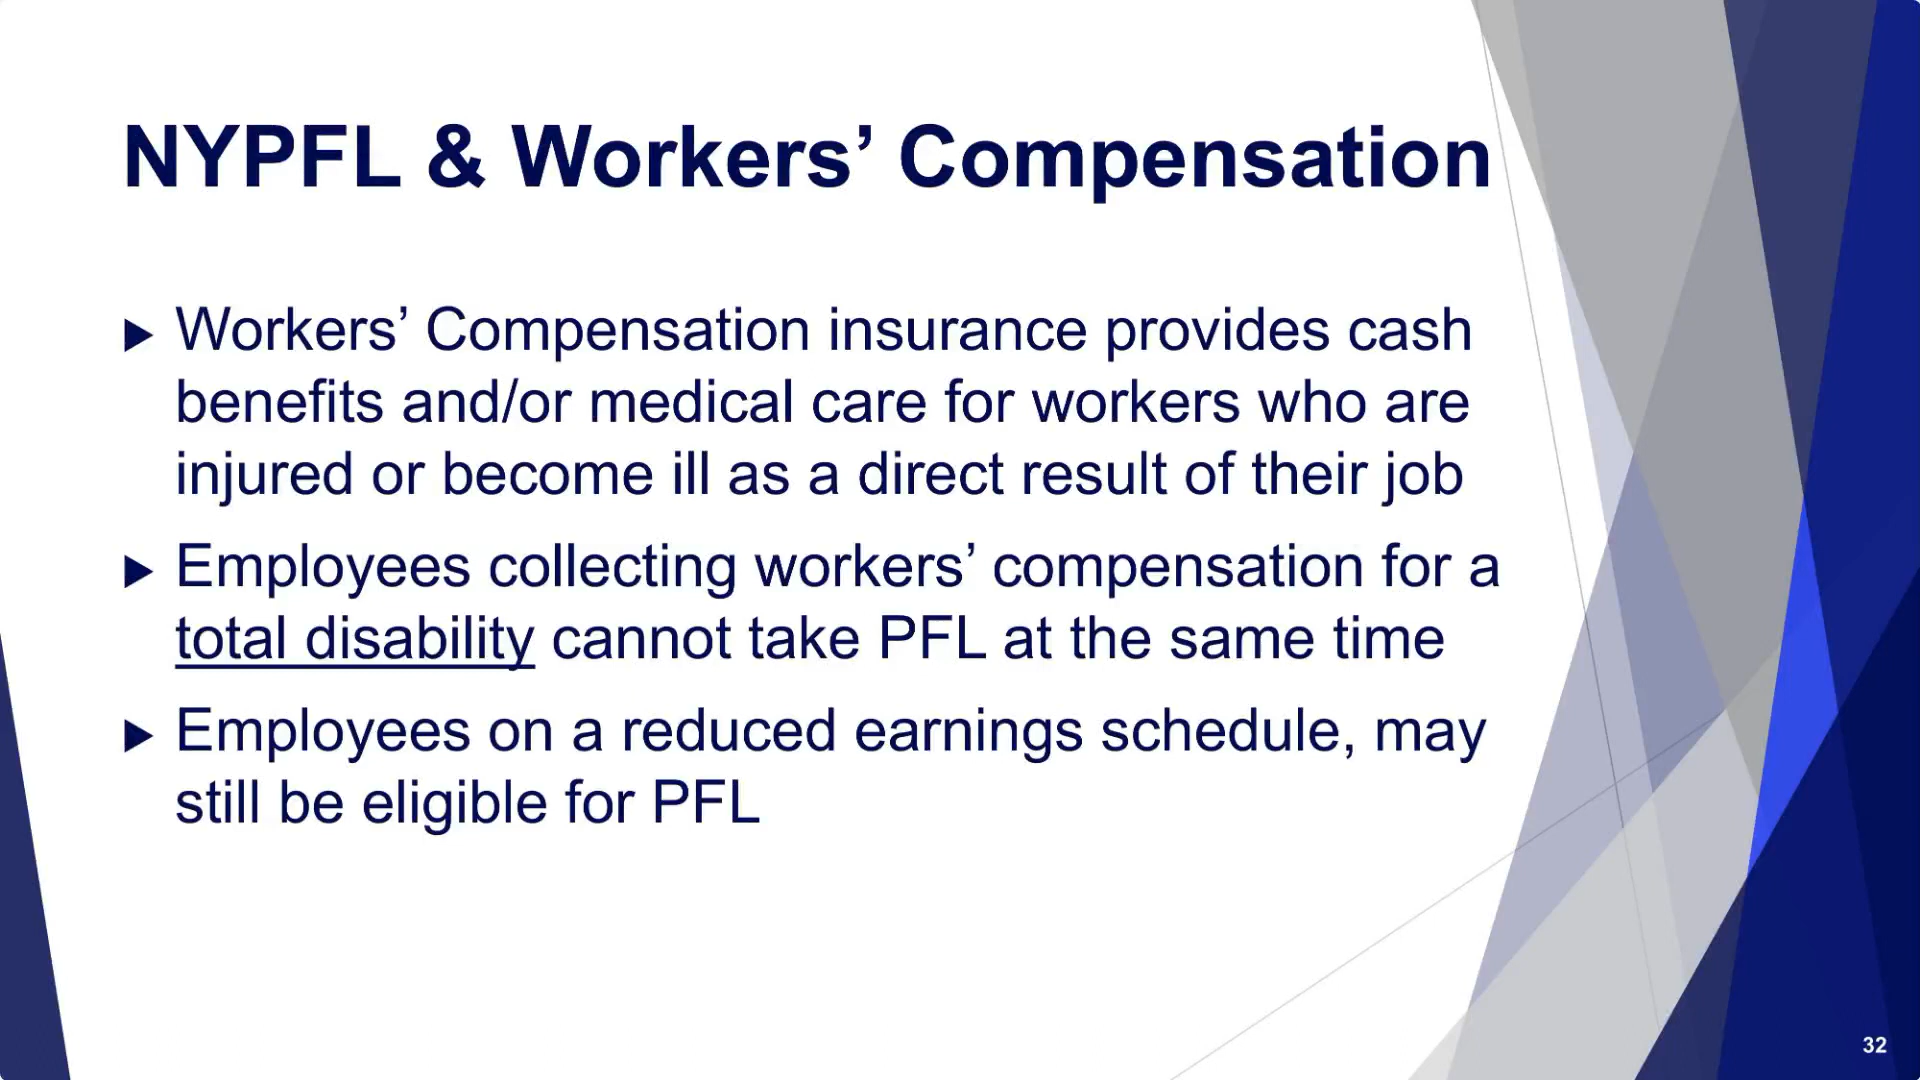 NYPFL & Workers’ Compensation
Workers’ Compensation insurance provides cash
benefits and/or medical care for workers who are
injured or become ill as a direct result of their job
Employees collecting workers’ compensation for a
total disability cannot take PFL at the same time
Employees on a reduced earnings schedule, may
still be eligible for PFL
32